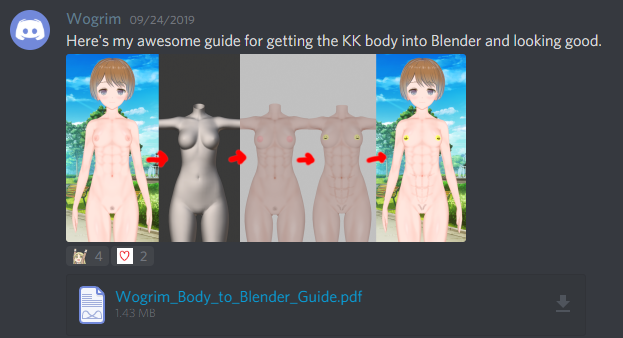 Wogrim 09/24/2019
Here's my awesome guide for getting the KK body into Blender and looking good.
4 2
Wogrim_Body_to_Blender_Guide.pdf
1.43 MB